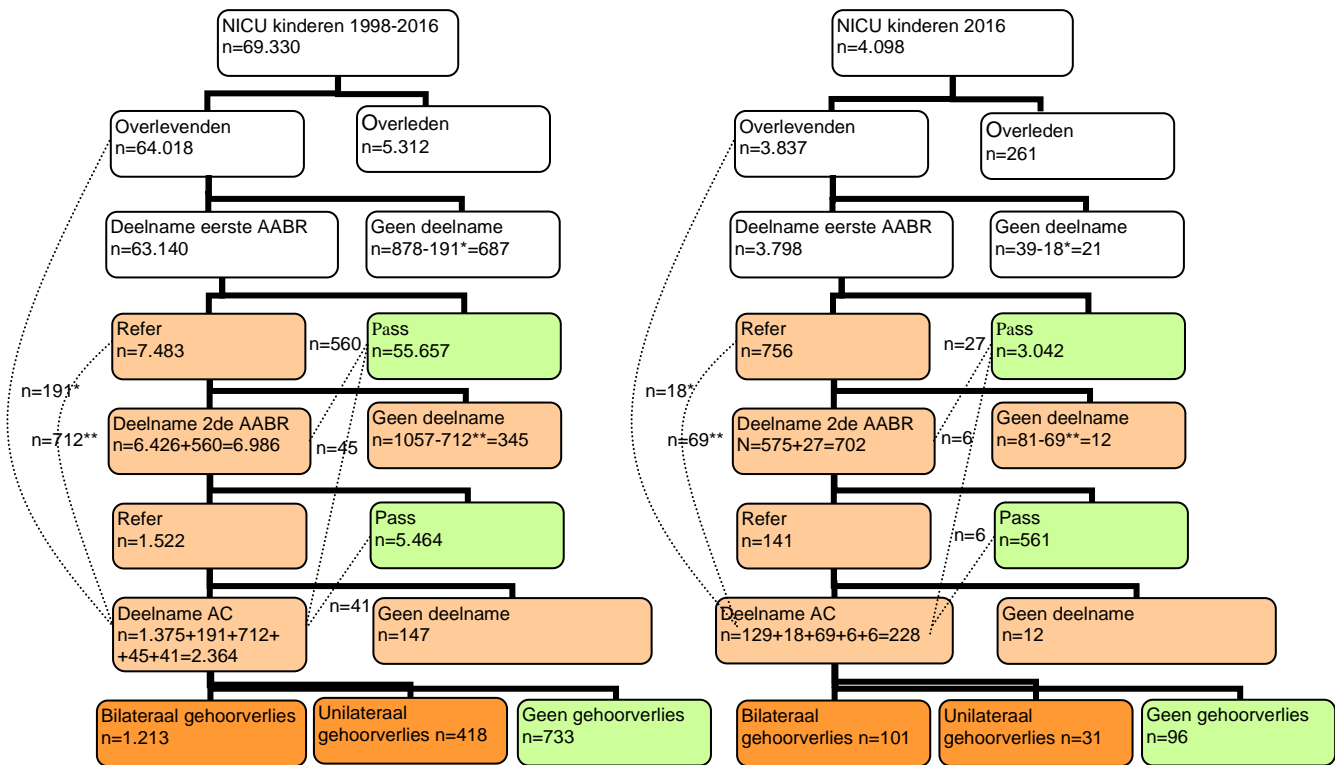 NICU kinderen 1998-2016
n=69.330
Overlevenden
n=64.018
Overleden
n=5.312
Deelname eerste AABR
n=63.140
Geen deelname
n=878-191*=687
Refer
n=7.483
n=560
Pass
n=55.657
n=191*
n=712**
Deelname 2de AABR
n=6.426+560=6.986
n=45
Geen deelname
n=1057-712**=345
Refer
n=1.522
Pass
n=5.464
n=41
Deelname AC
n=1.375+191+712+
+45+41=2.364
Geen deelname
n=147
Bilateraal gehoorverlies
n=1.213
Unilateraal
gehoorverlies n=418
Geen gehoorverlies
n=733
NICU kinderen 2016
n=4.098
Overlevenden
n=3.837
Overleden
n=261
Deelname eerste AABR
n=3.798
Geen deelname
n=39-18*=21
Refer
n=756
n=27
Pass
n=3.042
n=18*
n=69**
Deelname 2de AABR
N=575+27=702
n=6
Geen deelname
n=81-69**=12
Refer
n=141
Pass
n=561
n=6
Deelname AC
n=129+18+69+6+6=228
Geen deelname
n=12
Bilateraal
gehoorverlies n=101
Unilateraal
gehoorverlies n=31
Geen gehoorverlies
n=96